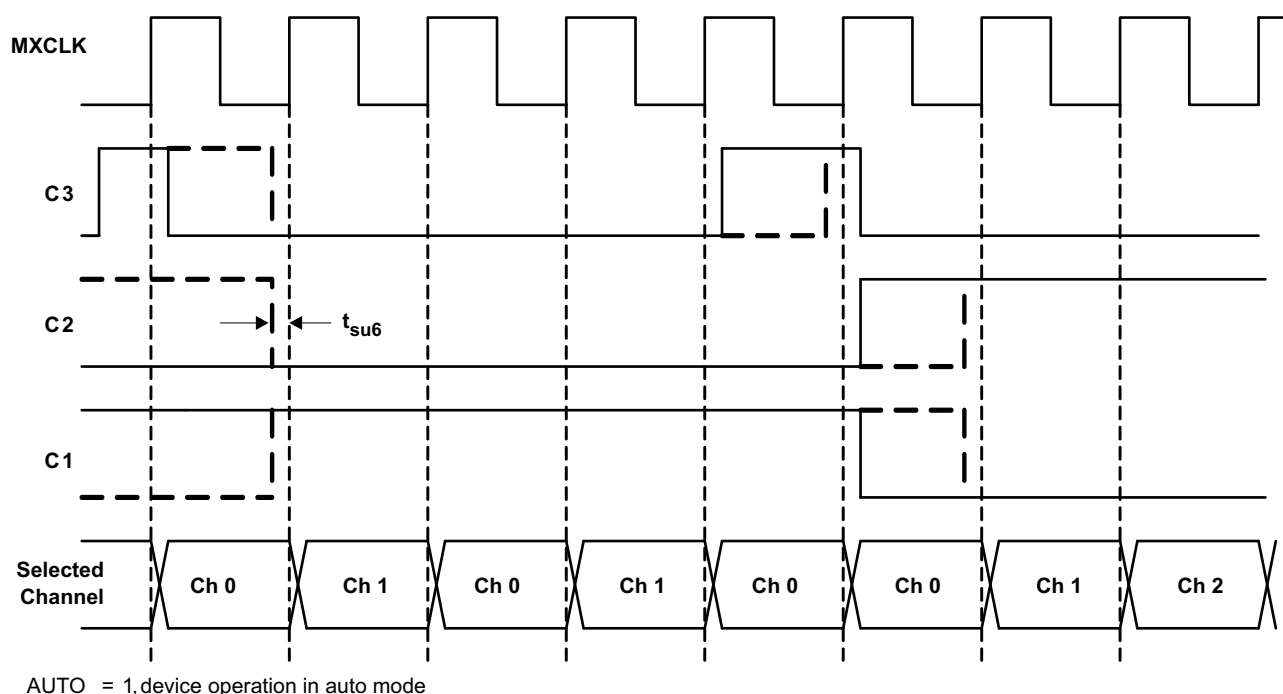 MXCLK
C3
C2
t su6
C1
Selected Channel
Ch 0 Ch 1 Ch 0 Ch 1 Ch 0 Ch 0 Ch 1 Ch 2
AUTO = 1, device operation in auto mode